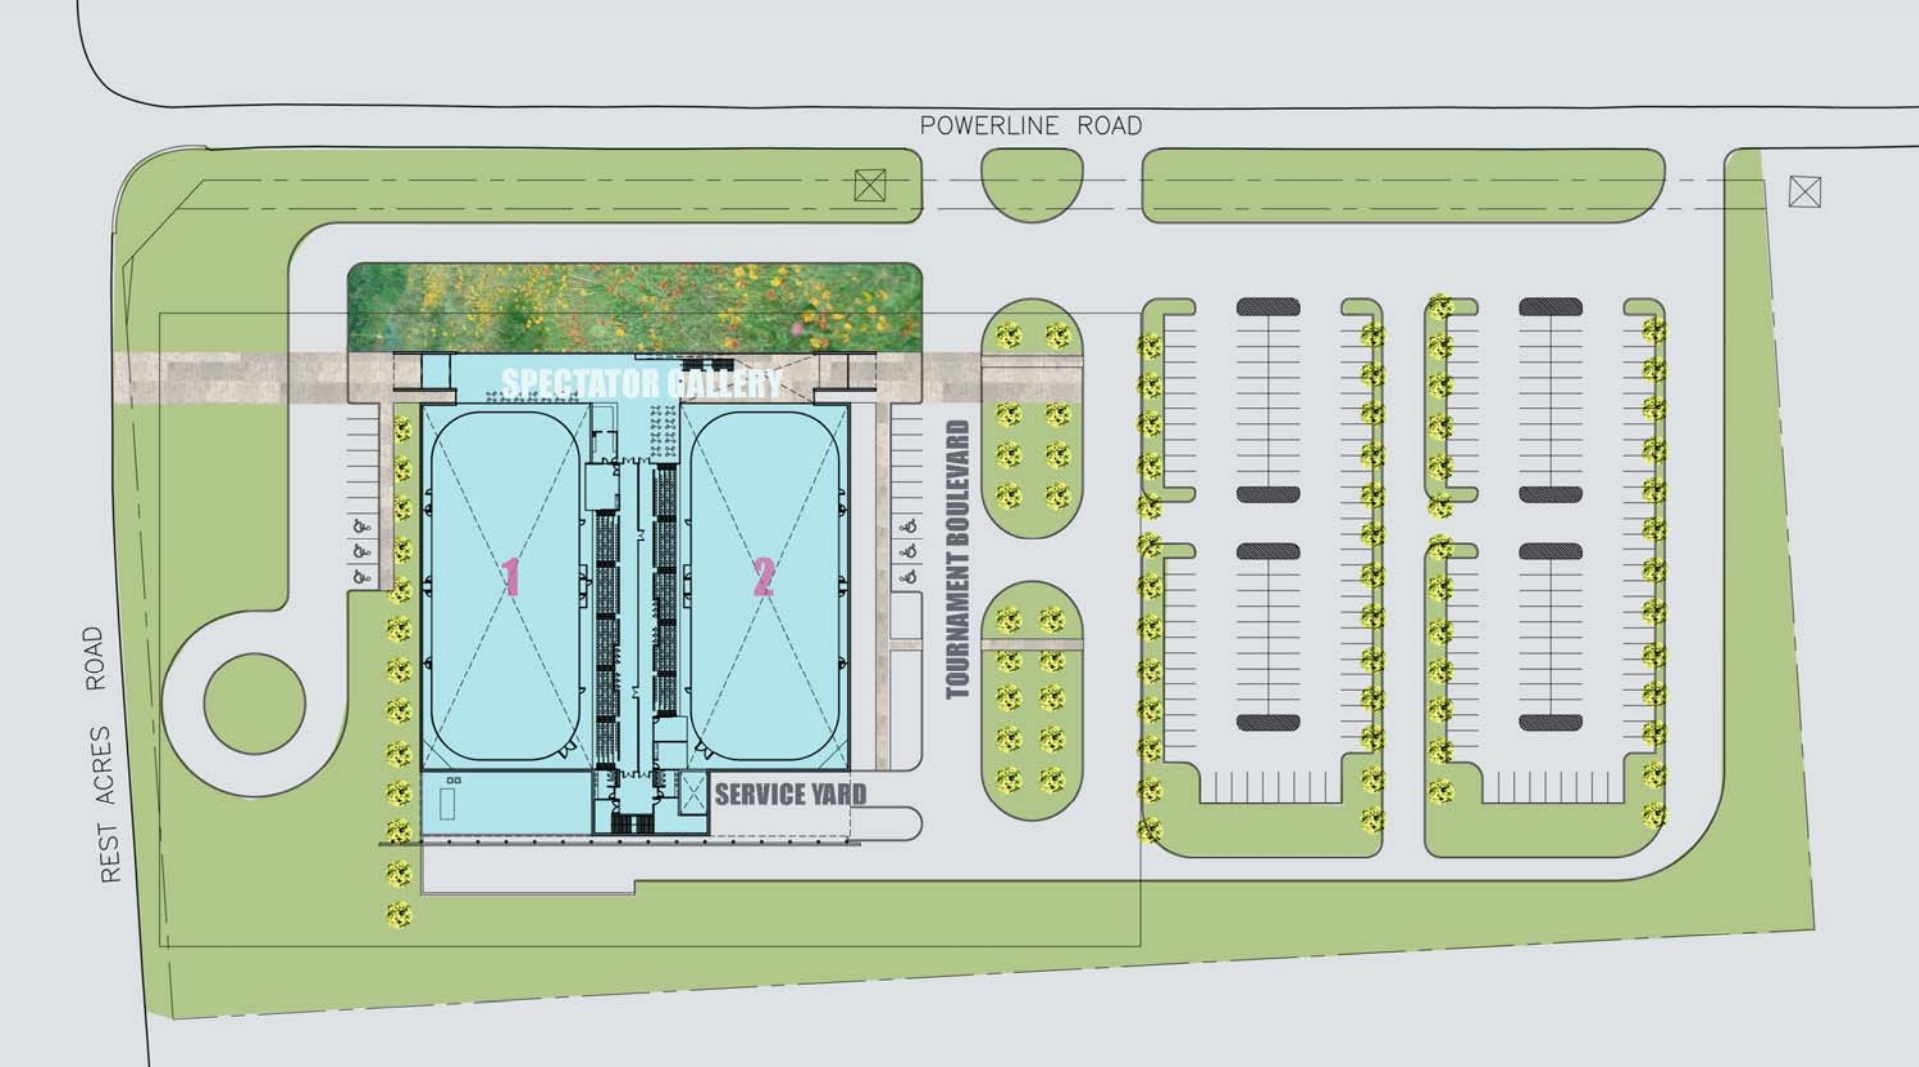 POWERLINE ROAD
SPECTATOR GALLERY
TOURNAMENT BOULEVARD
1
2
REST ACRES ROAD
SERVICE YARD